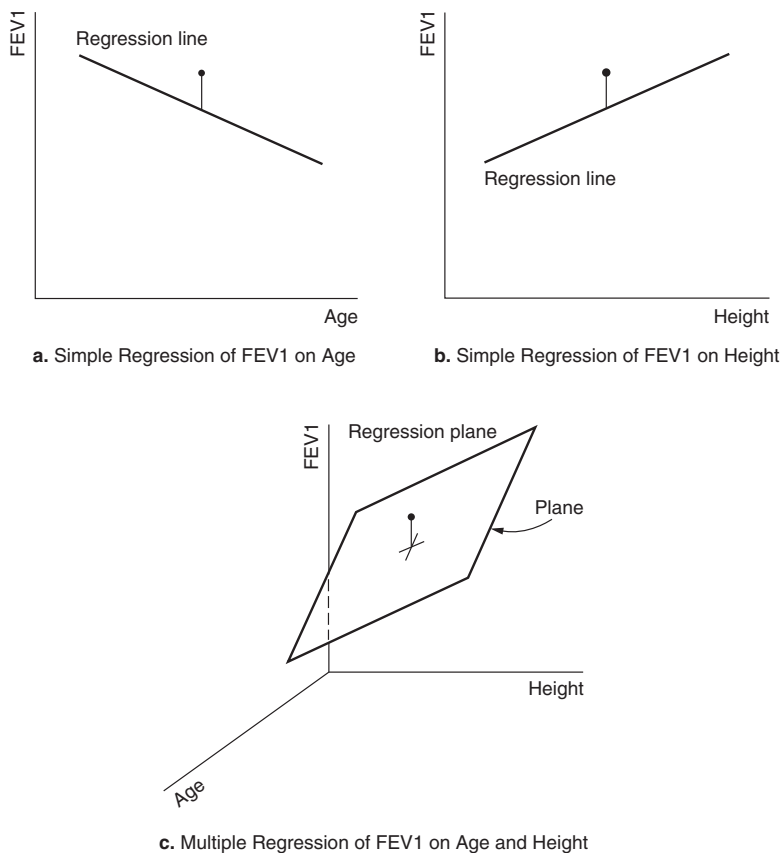 FEV1
Regression line
Age
a. Simple Regression of FEV1 on Age
FEV1
Regression line
Height
b. Simple Regression of FEV1 on Height
FEV1
Regression plane
Plane
Height
Age
c. Multiple Regression of FEV1 on Age and Height